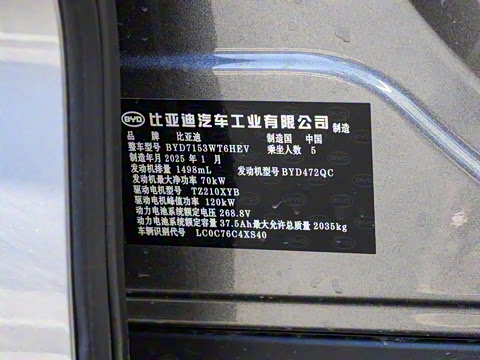 BYD 比亚迪汽车工业有限公司 制造
品 牌 比亚迪 制造国 中国
整车型号 BYD7153WT6HEV 乘坐人数 5
制造年月 2025 年 1 月
发动机排量 1498mL 发动机型号 BYD472QC
发动机最大净功率 70kW
驱动电机型号 TZ210XYB
驱动电机峰值功率 120kW
动力电池系统额定电压 268.8V
动力电池系统额定容量 37.5Ah 最大允许总质量 2035kg
车辆识别代号 LC0C76C4XS40